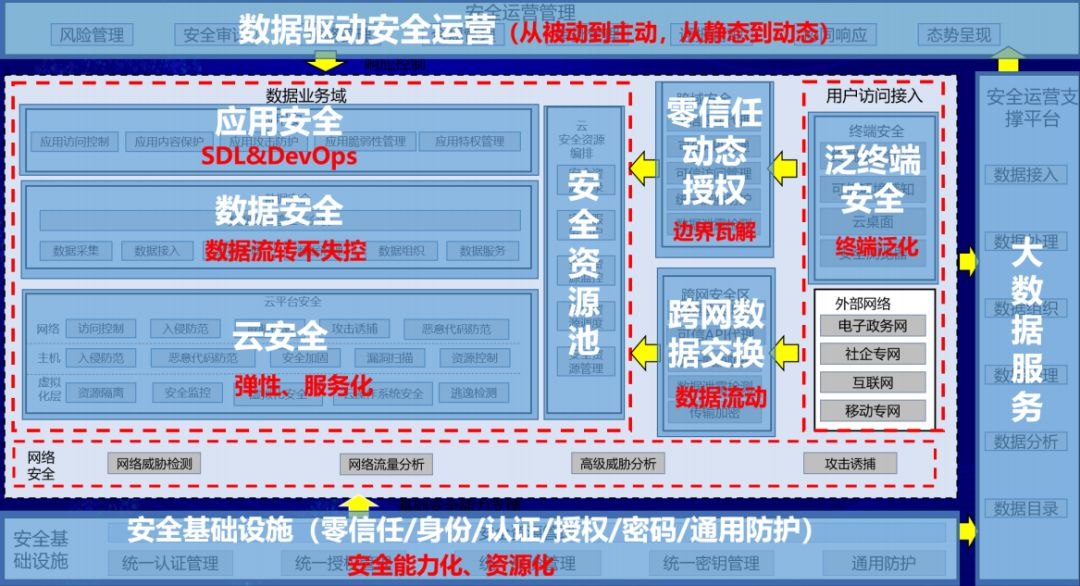 安全运营管理
风险管理
安全审
同响应
态势呈现
数据驱动安全运营（从被动到主动，从静态到动态）
数据业务域
应用访问控制
应用内容保护
应用攻击防护
应用脆弱性管理
应用特权管理
应用安全
SDL&DevOps
数据安全
数据采集
数据接入
数据组织
数据服务
数据流转不失控
云平台安全
网络
访问控制
入侵防范
攻击诱捕
恶意代码防范
主机
入侵防范
恶意代码防范
安全加固
漏洞扫描
资源控制
虚拟
化层
资源隔离
安全监控
系统安全
逃逸检测
云安全
弹性、服务化
云
安全资源
编排
源管理
安全资源池
跨域安全
零信任
动态
授权
边界瓦解
跨网安全区
可信API代理
传输加密
跨网数
据交换
数据流动
用户访问接入
终端安全
泛终端
安全
云桌面
终端泛化
外部网络
电子政务网
社企专网
互联网
移动专网
安全运营支
撑平台
数据接入
数据处理
数据组织
数据分析
数据目录
大数据服务
网络
安全
网络威胁检测
网络流量分析
高级威胁分析
攻击诱捕
安全基
础设施
安全基础设施（零信任/身份/认证/授权/密码/通用防护）
统一认证管理
统一授
管理
统一密钥管理
通用防护
安全能力化、资源化